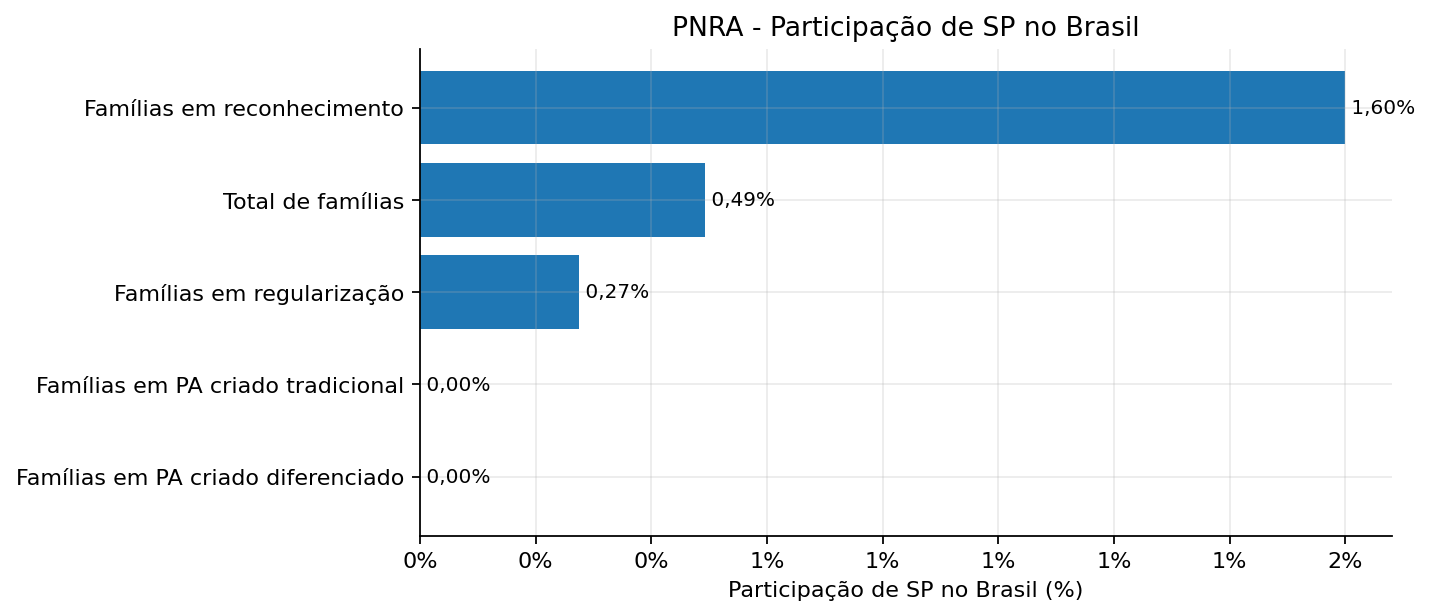 PNRA - Participação de SP no Brasil
Famílias em reconhecimento
1,60%
Total de famílias
0,49%
Famílias em regularização
0,27%
Famílias em PA criado tradicional
0,00%
Famílias em PA criado diferenciado
0,00%
0% 0% 0% 1% 1% 1% 1% 1% 2%
Participação de SP no Brasil (%)